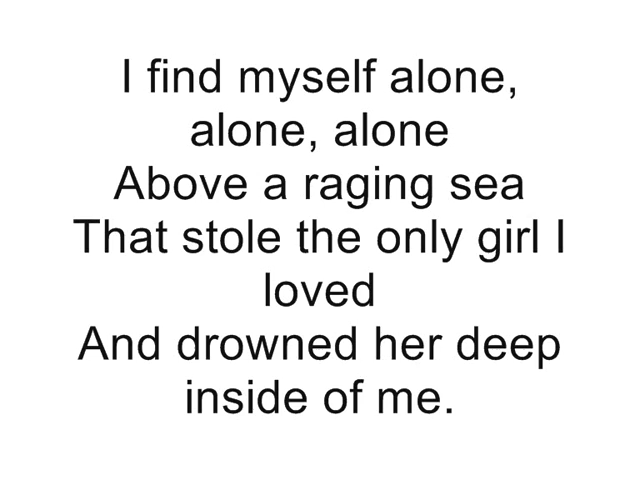 I find myself alone,
alone, alone
Above a raging sea
That stole the only girl I
loved
And drowned her deep
inside of me.